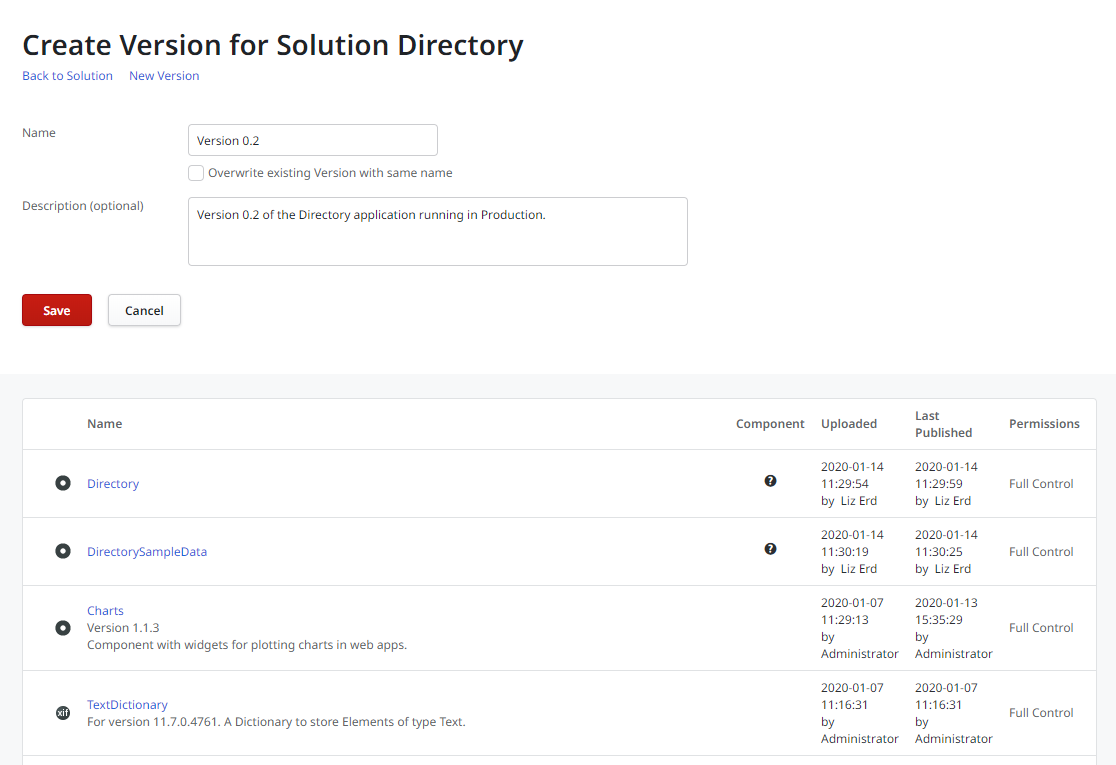 Create Version for Solution Directory
Back to Solution New Version
Name
Version 0.2
Overwrite existing Version with same name
Description (optional)
Version 0.2 of the Directory application running in Production.
Save Cancel
Name Component Uploaded Last Published Permissions
Directory ? 2020-01-14 11:29:54 by Liz Erd 2020-01-14 11:29:59 by Liz Erd Full Control
DirectorySampleData ? 2020-01-14 11:30:19 by Liz Erd 2020-01-14 11:30:25 by Liz Erd Full Control
Charts
Version 1.1.3
Component with widgets for plotting charts in web apps.
2020-01-07 11:29:13 by Administrator 2020-01-13 15:35:29 by Administrator Full Control
xif TextDictionary
For version 11.7.0.4761. A Dictionary to store Elements of type Text.
2020-01-07 11:16:31 by Administrator 2020-01-07 11:16:31 by Administrator Full Control